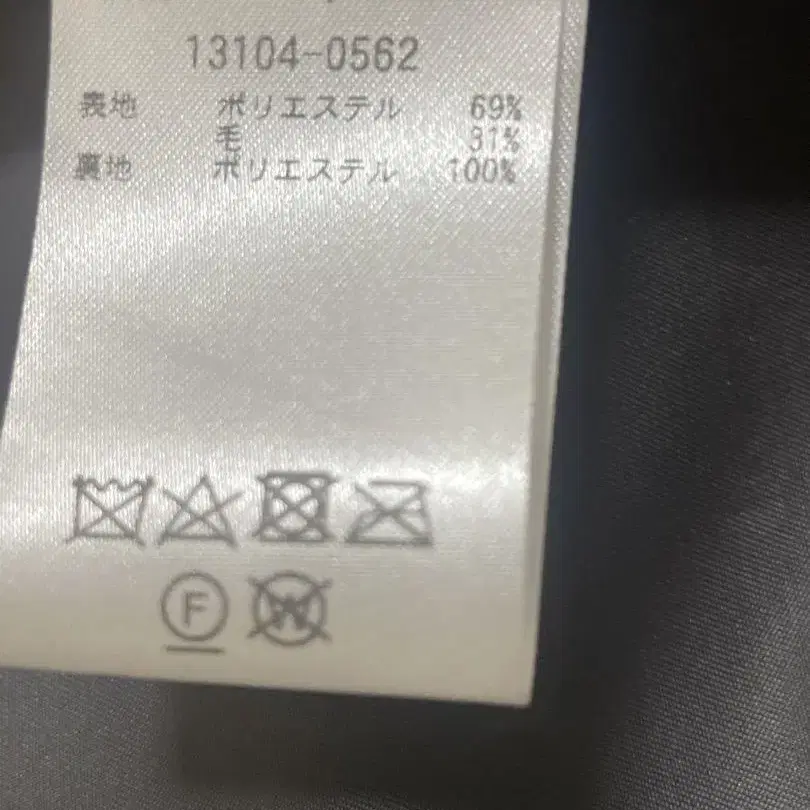 13104-0562
表地 ポリエステル 69%
毛 31%
裏地 ポリエステル 100%
F
W